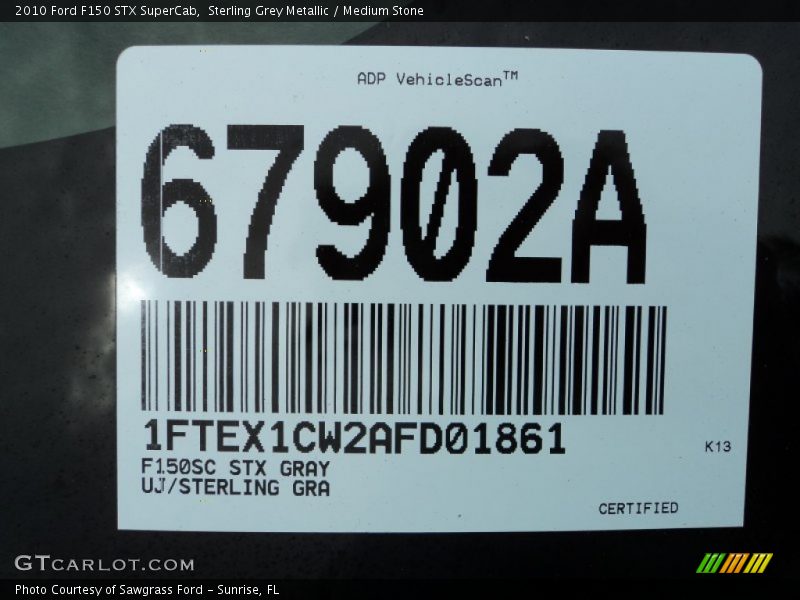 2010 Ford F150 STX SuperCab, Sterling Grey Metallic / Medium Stone
ADP VehicleScan™
67902A
1FTEX1CW2AFD01861
K13
F150SC STX GRAY
UJ/STERLING GRA
CERTIFIED
GTCARLOT.COM
Photo Courtesy of Sawgrass Ford - Sunrise, FL